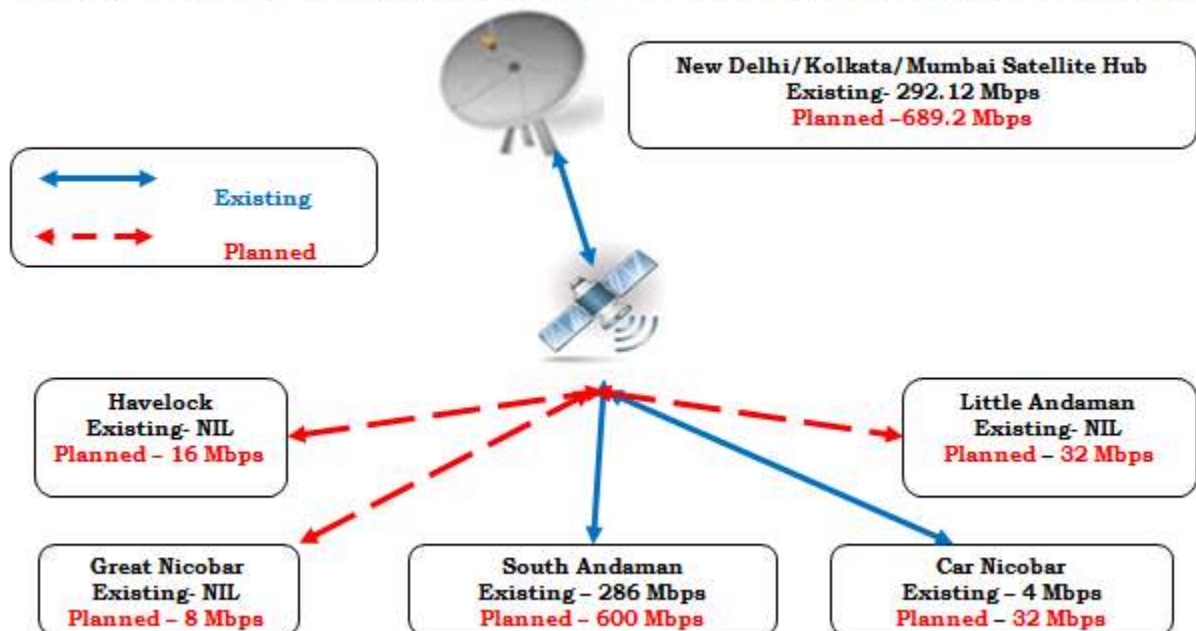 New Delhi/Kolkata/Mumbai Satellite Hub
Existing- 292.12 Mbps
Planned –689.2 Mbps
Existing
Planned
Havelock
Existing- NIL
Planned – 16 Mbps
Little Andaman
Existing- NIL
Planned – 32 Mbps
Great Nicobar
Existing- NIL
Planned – 8 Mbps
South Andaman
Existing – 286 Mbps
Planned – 600 Mbps
Car Nicobar
Existing – 4 Mbps
Planned – 32 Mbps